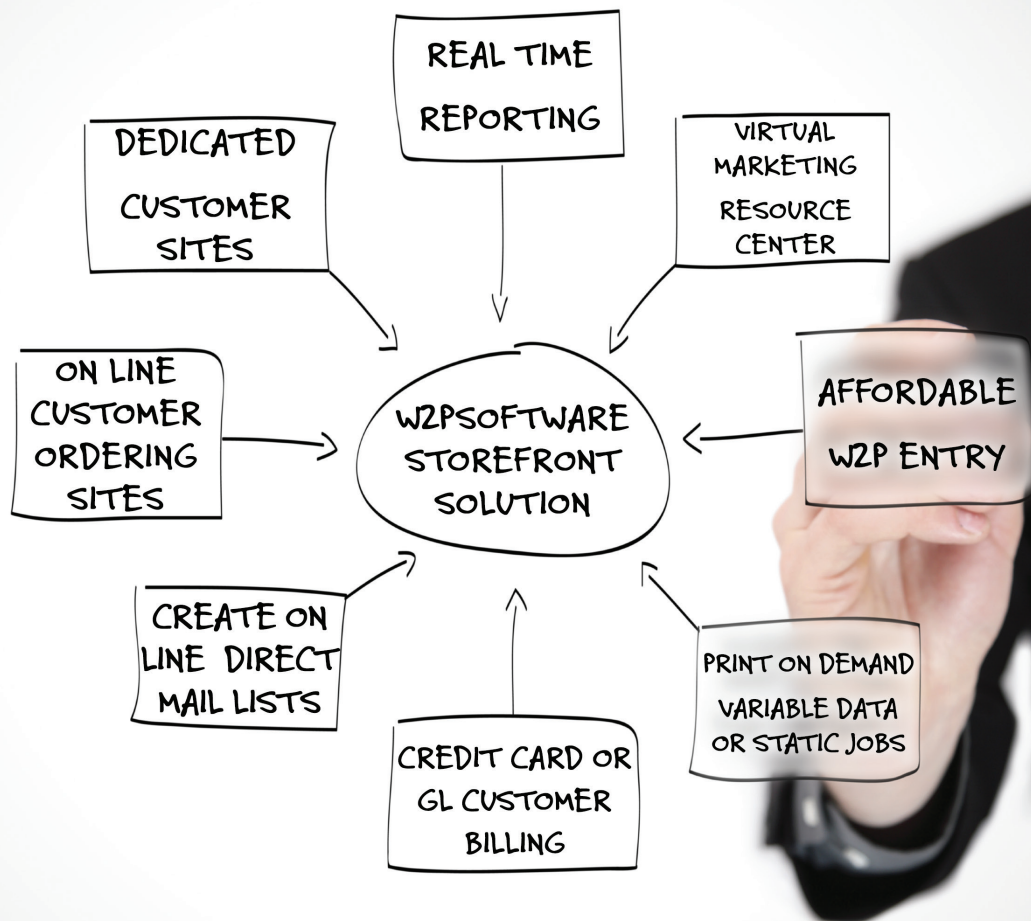 REAL TIME
REPORTING
DEDICATED
CUSTOMER
SITES
VIRTUAL
MARKETING
RESOURCE
CENTER
ON LINE
CUSTOMER
ORDERING
SITES
W2PSOFTWARE
STOREFRONT
SOLUTION
AFFORDABLE
W2P ENTRY
CREATE ON
LINE DIRECT
MAIL LISTS
PRINT ON DEMAND
VARIABLE DATA
OR STATIC JOBS
CREDIT CARD OR
GL CUSTOMER
BILLING